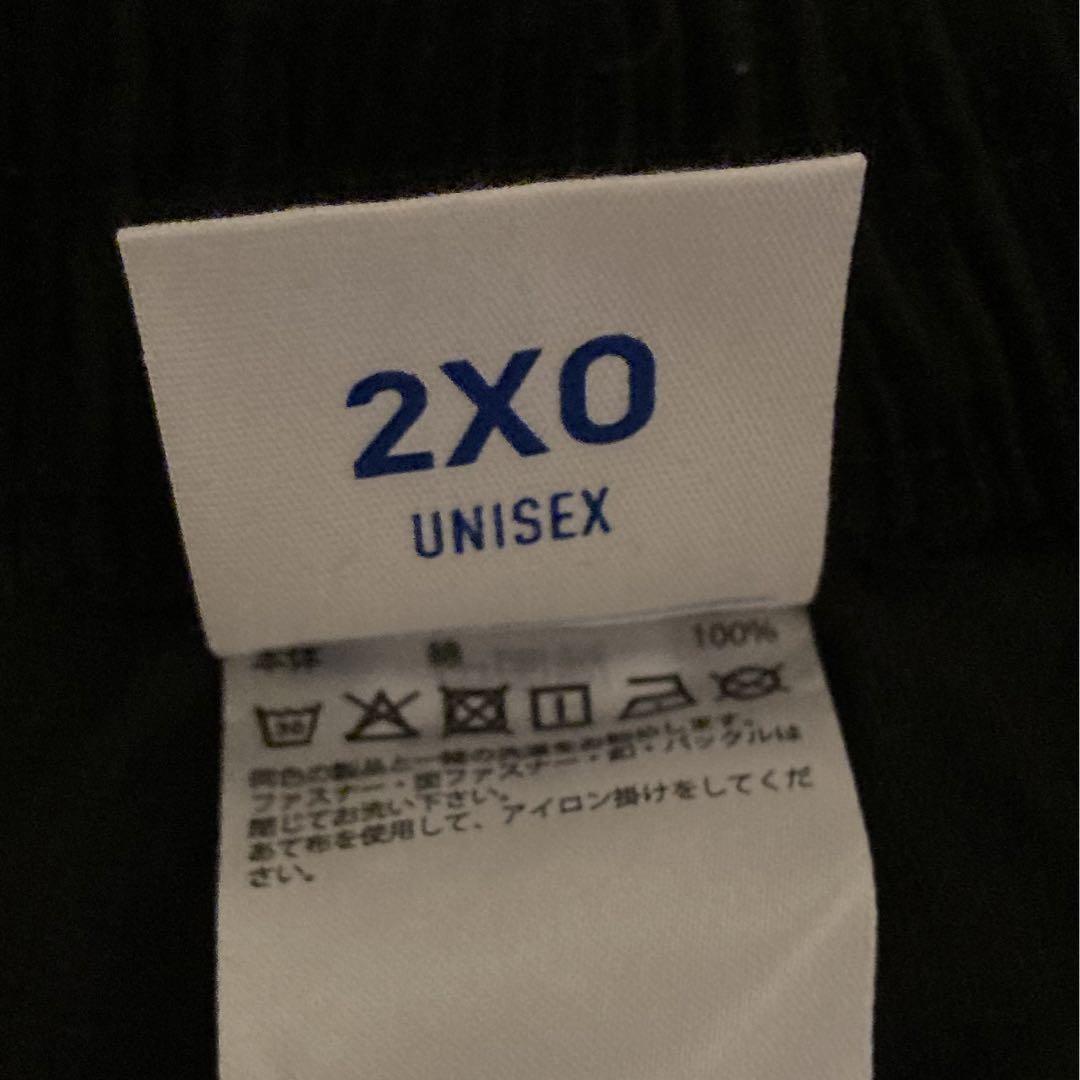 2XO
UNISEX
本体 綿 100%
30
同色の製品と一緒の洗濯をお勧めします。
ファスナー・面ファスナー・釦・バックルは
閉じてお洗い下さい。
あて布を使用して、アイロン掛けをしてくだ
さい。